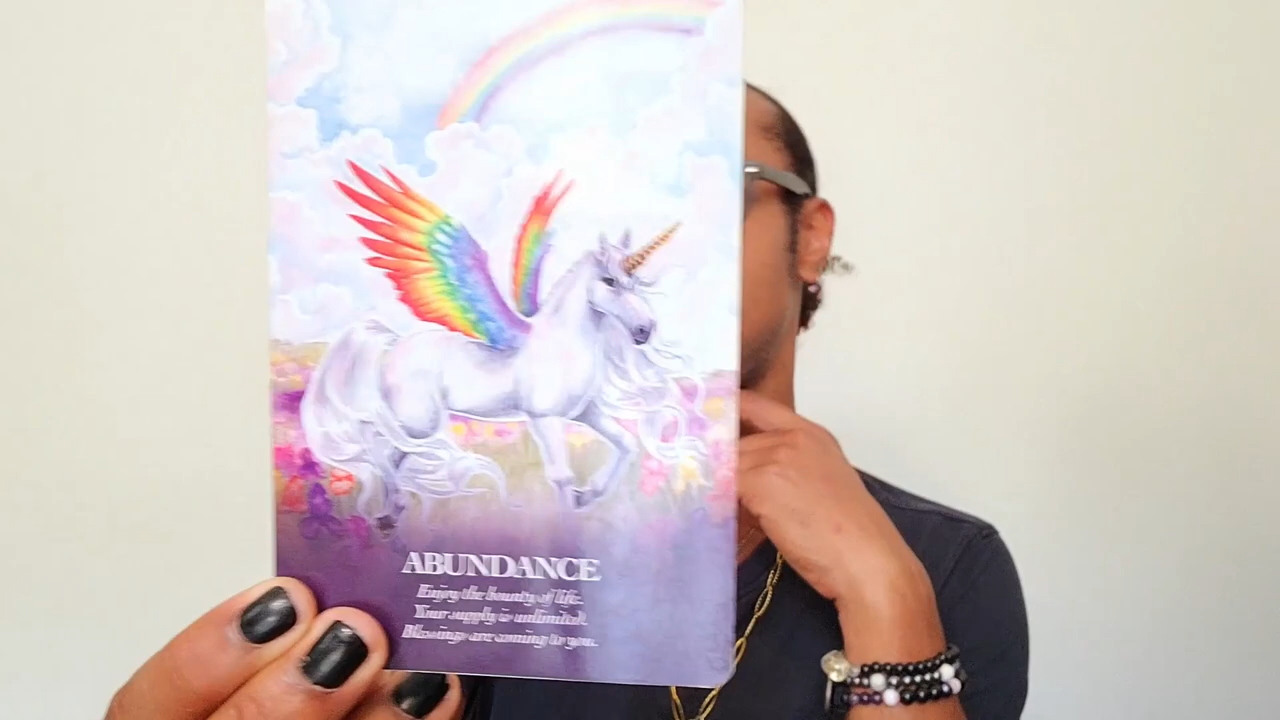 ABUNDANCE
Enjoy the bounty of life.
Your supply is unlimited.
Blessings are coming to you.